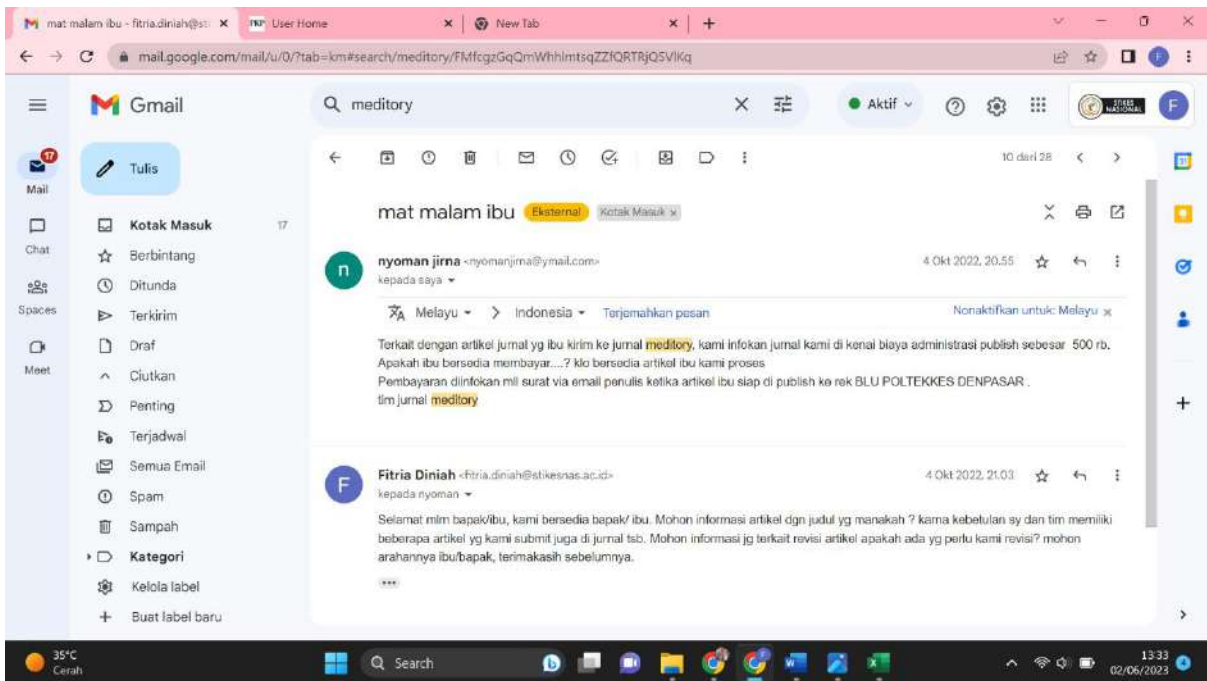 mat malam ibu - fitria.diniah@st
PKP User Home
New Tab
mail.google.com/mail/u/0/?tab=km#search/meditory/FMfcgzGqQmWhhlmtsqZZfQRTRjQ5VlKq
Gmail
meditory
Aktif
STIKES NASIONAL
F
17
Mail
Chat
Spaces
Meet
Tulis
Kotak Masuk 17
Berbintang
Ditunda
Terkirim
Draf
Ciutkan
Penting
Terjadwal
Semua Email
Spam
Sampah
Kategori
Kelola label
Buat label baru
10 dari 28
mat malam ibu Eksternal Kotak Masuk x
n
nyoman jirna <nyomanjirna@ymail.com> 4 Okt 2022, 20.55
kepada saya
Melayu > Indonesia Terjemahkan pesan Nonaktifkan untuk: Melayu x
Terkait dengan artikel jurnal yg ibu kirim ke jurnal meditory, kami infokan jurnal kami di kenai biaya administrasi publish sebesar 500 rb.
Apakah ibu bersedia membayar....? klo bersedia artikel ibu kami proses
Pembayaran diinfokan mll surat via email penulis ketika artikel ibu siap di publish ke rek BLU POLTEKKES DENPASAR .
tim jurnal meditory
F
Fitria Diniah <fitria.diniah@stikesnas.ac.id> 4 Okt 2022, 21.03
kepada nyoman
Selamat mlm bapak/ibu, kami bersedia bapak/ ibu. Mohon informasi artikel dgn judul yg manakah ? karna kebetulan sy dan tim memiliki
beberapa artikel yg kami submit juga di jurnal tsb. Mohon informasi jg terkait revisi artikel apakah ada yg perlu kami revisi? mohon
arahannya ibu/bapak, terimakasih sebelumnya.
35°C
Cerah
Search
13:33
02/06/2023
4